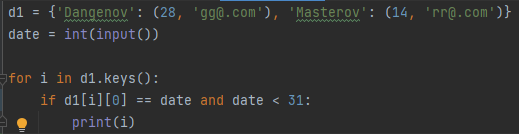 d1 = {'Dangenov': (28, 'gg@.com'), 'Masterov': (14, 'rr@.com')}
date = int(input())
for i in d1.keys():
    if d1[i][0] == date and date < 31:
        print(i)